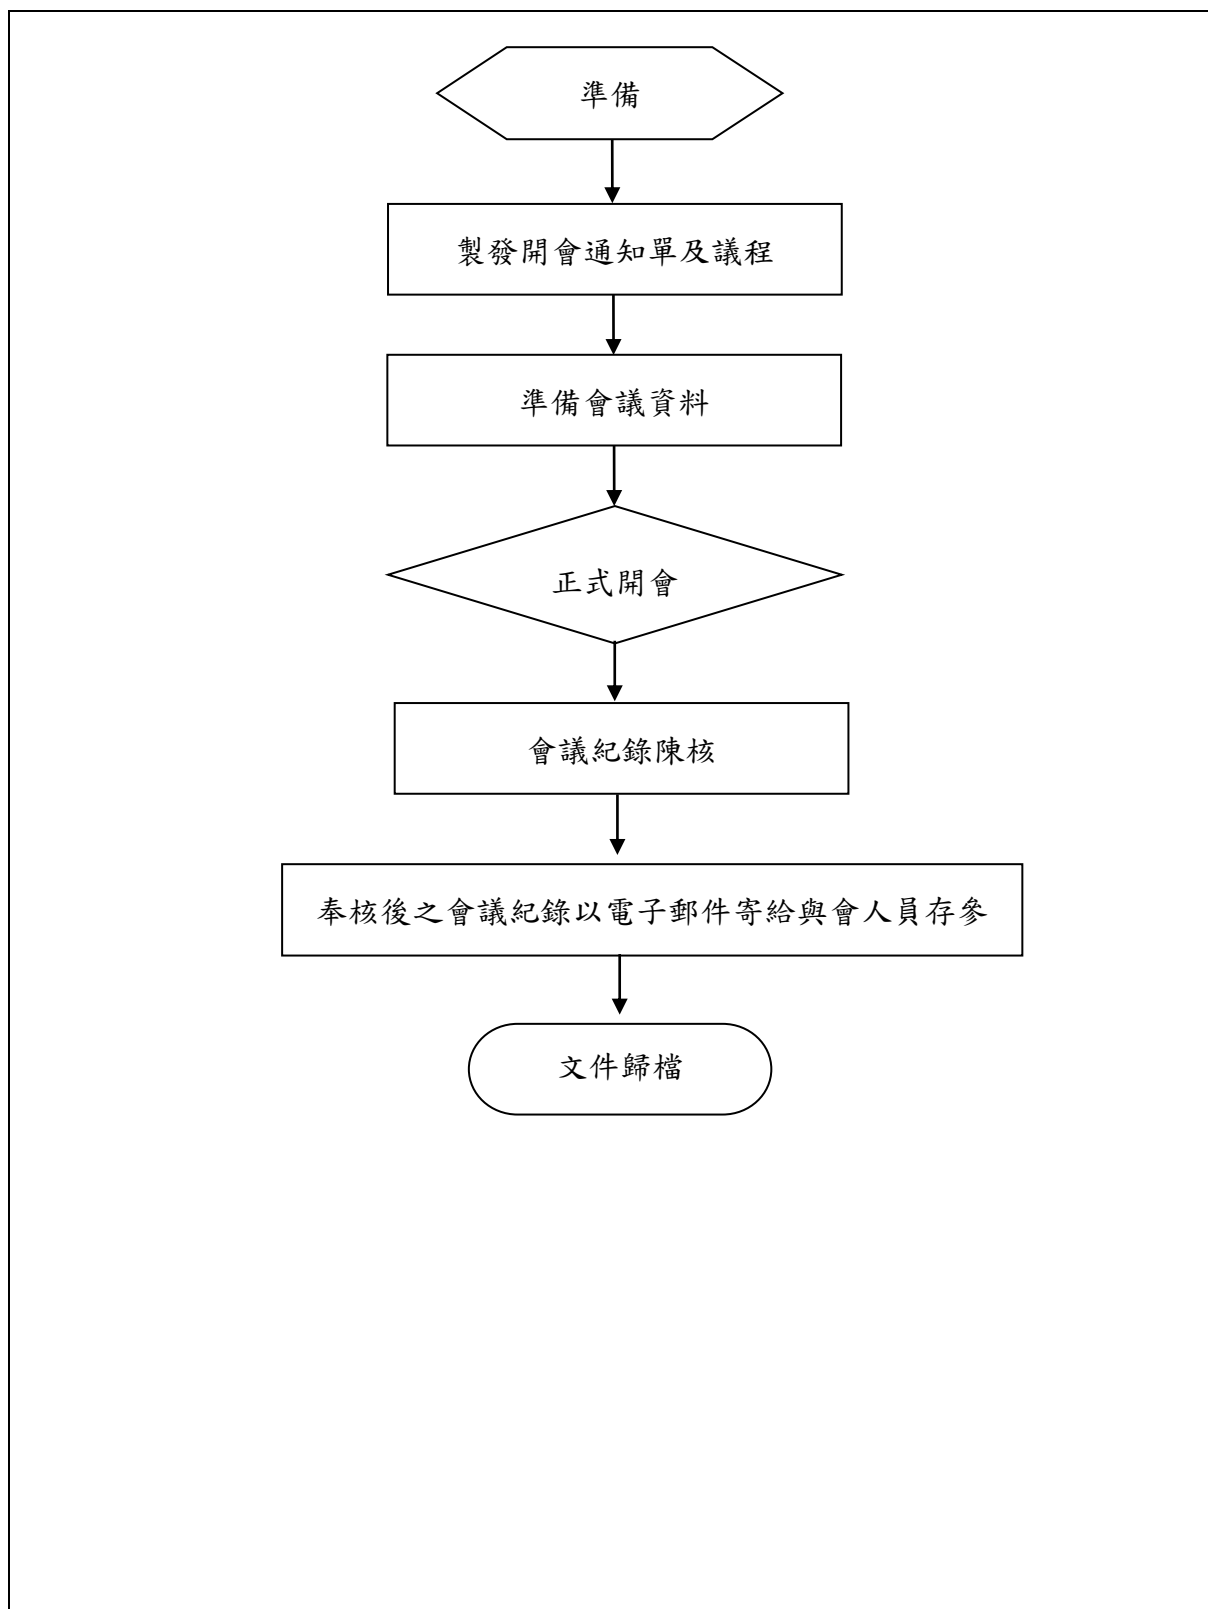 準備
製發開會通知單及議程
準備會議資料
正式開會
會議紀錄陳核
奉核後之會議紀錄以電子郵件寄給與會人員存參
文件歸檔